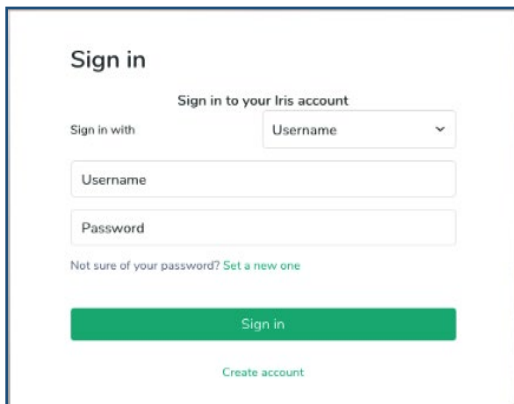 Sign in
Sign in to your Iris account
Sign in with Username
Username
Password
Not sure of your password? Set a new one
Sign in
Create account